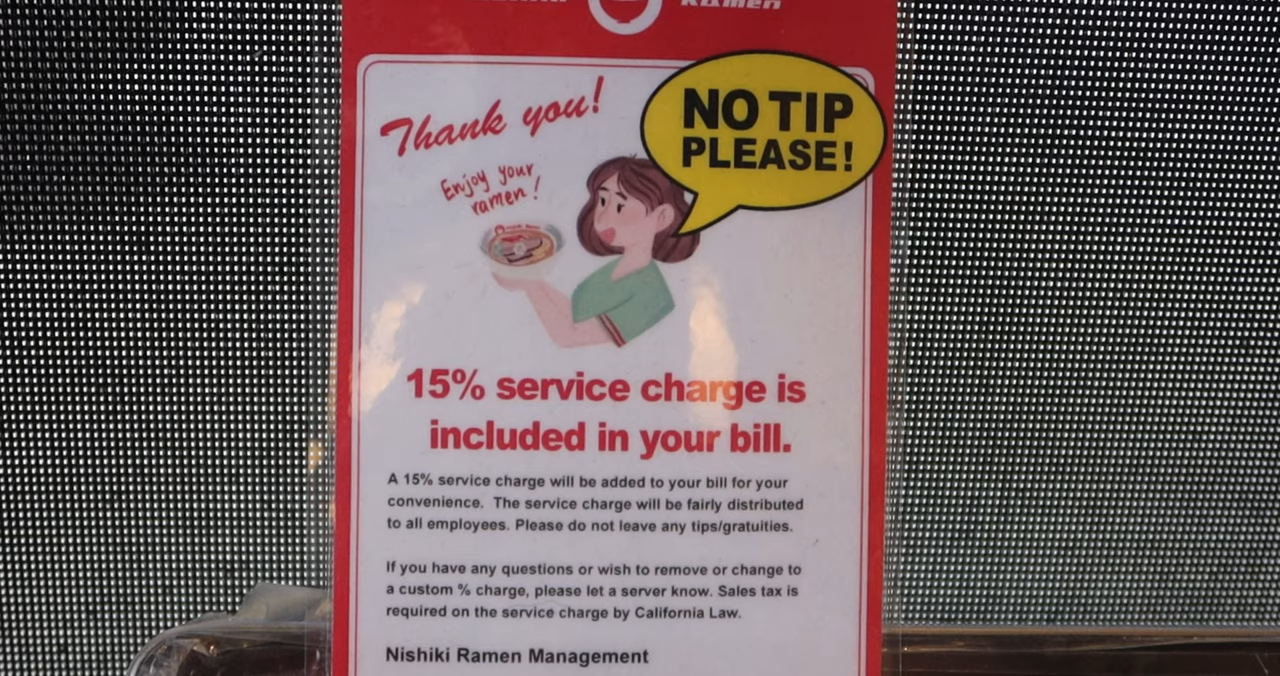 Ramen
Thank you!
NO TIP
PLEASE!
Enjoy your
ramen!
15% service charge is
included in your bill.
A 15% service charge will be added to your bill for your
convenience. The service charge will be fairly distributed
to all employees. Please do not leave any tips/gratuities.
If you have any questions or wish to remove or change to
a custom % charge, please let a server know. Sales tax is
required on the service charge by California Law.
Nishiki Ramen Management